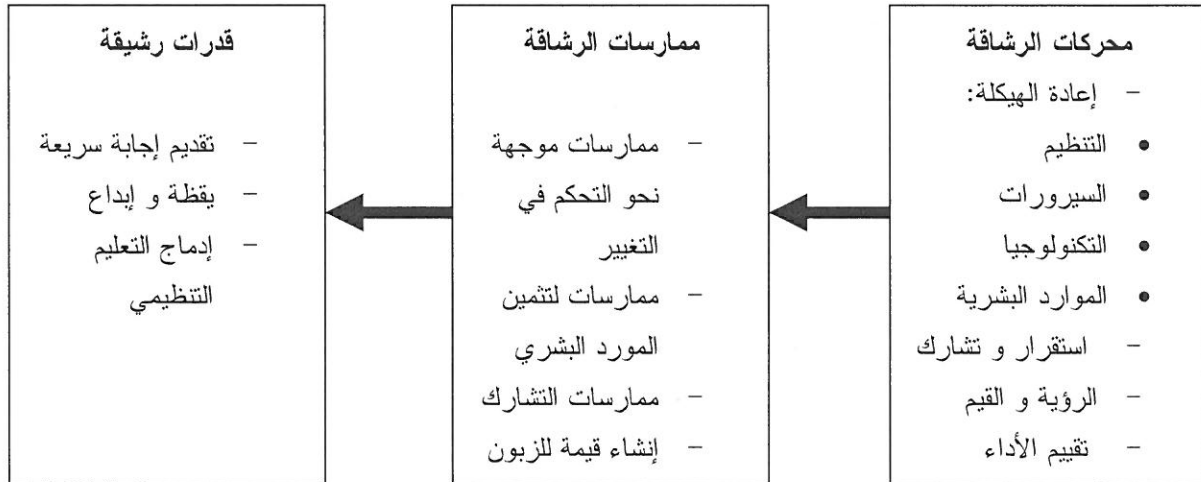 محركات الرشاقة
- إعادة الهيكلة:
• التنظيم
• السيرورات
• التكنولوجيا
• الموارد البشرية
- استقرار و تشارك
- الرؤية و القيم
- تقييم الأداء
ممارسات الرشاقة
- ممارسات موجهة
نحو التحكم في
التغيير
- ممارسات لتثمين
المورد البشري
- ممارسات التشارك
- إنشاء قيمة للزبون
قدرات رشيقة
- تقديم إجابة سريعة
- يقظة و إبداع
- إدماج التعليم
التنظيمي